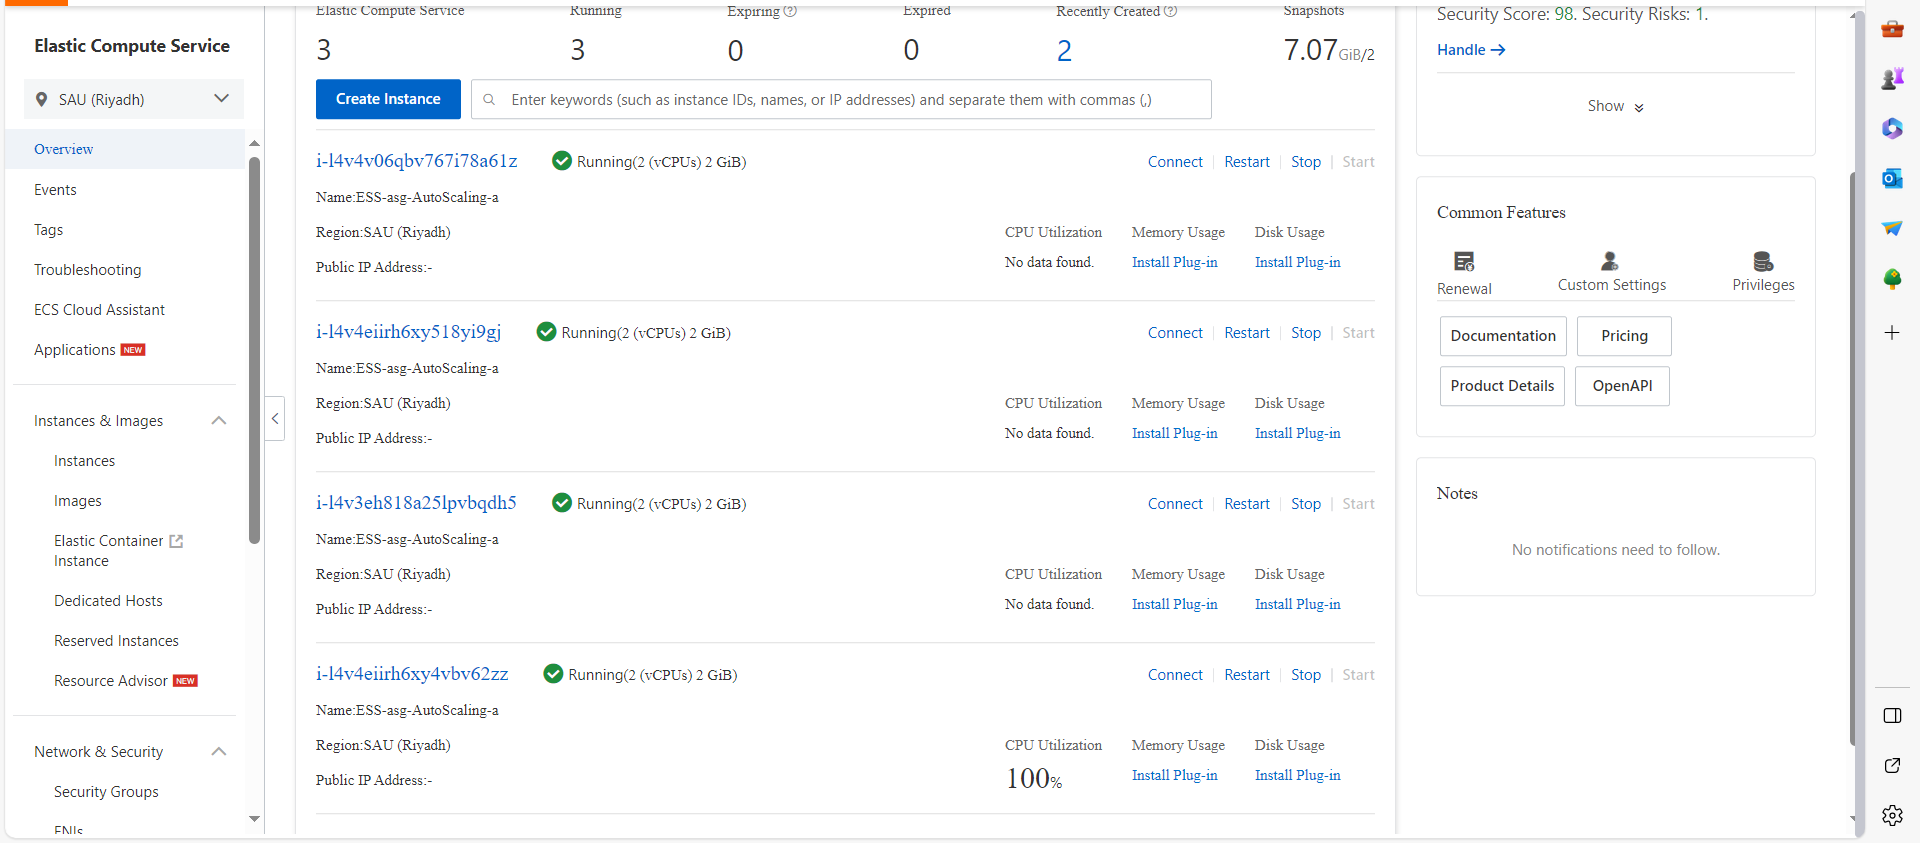 Elastic Compute Service
SAU (Riyadh)
Overview
Events
Tags
Troubleshooting
ECS Cloud Assistant
Applications NEW
Instances & Images
Instances
Images
Elastic Container
Instance
Dedicated Hosts
Reserved Instances
Resource Advisor NEW
Network & Security
Security Groups
ENIs
Elastic Compute Service Running Expiring Expired Recently Created Snapshots
3 3 0 0 2 7.07GiB/2
Create Instance Enter keywords (such as instance IDs, names, or IP addresses) and separate them with commas (,)
i-l4v4v06qbv767i78a61z Running(2 (vCPUs) 2 GiB) Connect Restart Stop Start
Name:ESS-asg-AutoScaling-a
Region:SAU (Riyadh) CPU Utilization Memory Usage Disk Usage
No data found. Install Plug-in Install Plug-in
Public IP Address:-
i-l4v4eiirh6xy518yi9gj Running(2 (vCPUs) 2 GiB) Connect Restart Stop Start
Name:ESS-asg-AutoScaling-a
Region:SAU (Riyadh) CPU Utilization Memory Usage Disk Usage
No data found. Install Plug-in Install Plug-in
Public IP Address:-
i-l4v3eh818a25lpvbqdh5 Running(2 (vCPUs) 2 GiB) Connect Restart Stop Start
Name:ESS-asg-AutoScaling-a
Region:SAU (Riyadh) CPU Utilization Memory Usage Disk Usage
No data found. Install Plug-in Install Plug-in
Public IP Address:-
i-l4v4eiirh6xy4vbv62zz Running(2 (vCPUs) 2 GiB) Connect Restart Stop Start
Name:ESS-asg-AutoScaling-a
Region:SAU (Riyadh) CPU Utilization Memory Usage Disk Usage
100% Install Plug-in Install Plug-in
Public IP Address:-
Security Score: 98. Security Risks: 1.
Handle
Show
Common Features
Renewal Custom Settings Privileges
Documentation Pricing
Product Details OpenAPI
Notes
No notifications need to follow.